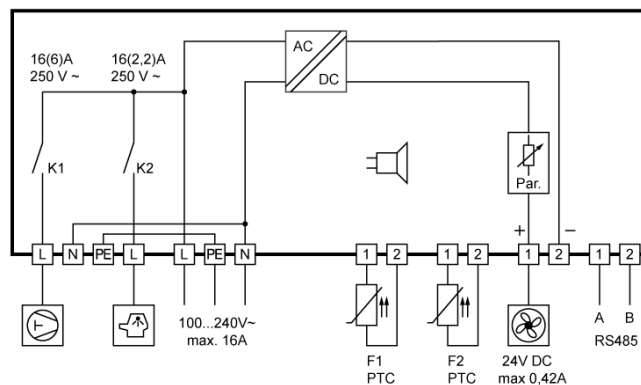 16(6)A
250 V ~
16(2,2)A
250 V ~
AC
DC
K1
K2
Par.
+
−
L
N
PE
L
L
PE
N
1
2
1
2
1
2
1
2
100...240V~
max. 16A
F1
PTC
F2
PTC
24V DC
max 0,42A
A
B
RS485